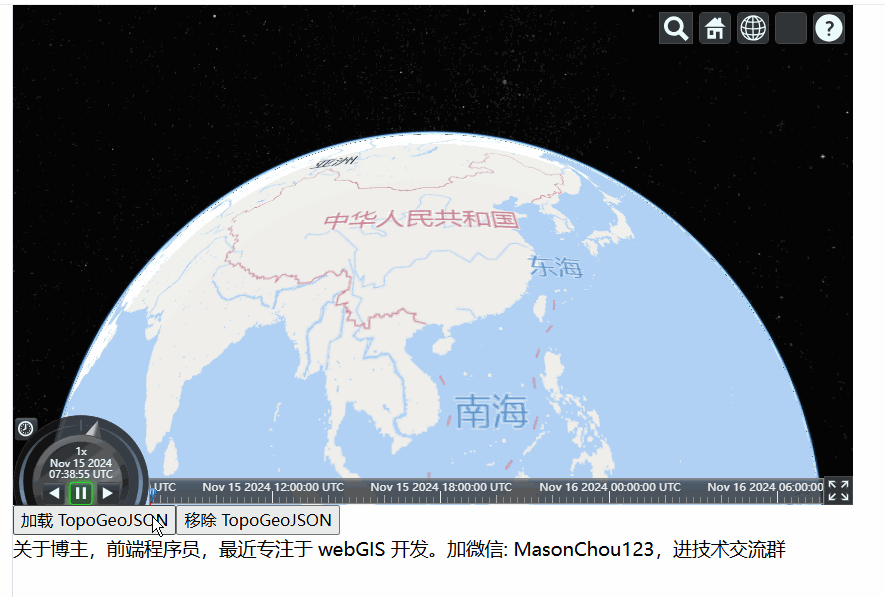 ?
亚洲
中华人民共和国
东海
南海
1x
Nov 15 2024
07:38:55 UTC
UTC Nov 15 2024 12:00:00 UTC Nov 15 2024 18:00:00 UTC Nov 16 2024 00:00:00 UTC Nov 16 2024 06:00:00
加载 TopoGeoJSON 移除 TopoGeoJSON
关于博主，前端程序员，最近专注于 webGIS 开发。加微信: MasonChou123，进技术交流群